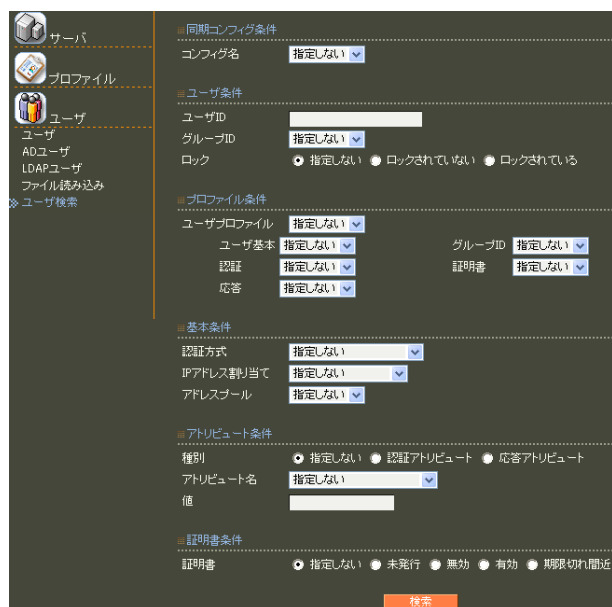 サーバ
プロファイル
ユーザ
ユーザ
ADユーザ
LDAPユーザ
ファイル読み込み
ユーザ検索
同期コンフィグ条件
コンフィグ名 指定しない
ユーザ条件
ユーザID
グループID 指定しない
ロック 指定しない ロックされていない ロックされている
プロファイル条件
ユーザプロファイル 指定しない
ユーザ基本 指定しない グループID 指定しない
認証 指定しない 証明書 指定しない
応答 指定しない
基本条件
認証方式 指定しない
IPアドレス割り当て 指定しない
アドレスプール 指定しない
アトリビュート条件
種別 指定しない 認証アトリビュート 応答アトリビュート
アトリビュート名 指定しない
値
証明書条件
証明書 指定しない 未発行 無効 有効 期限切れ間近
検索